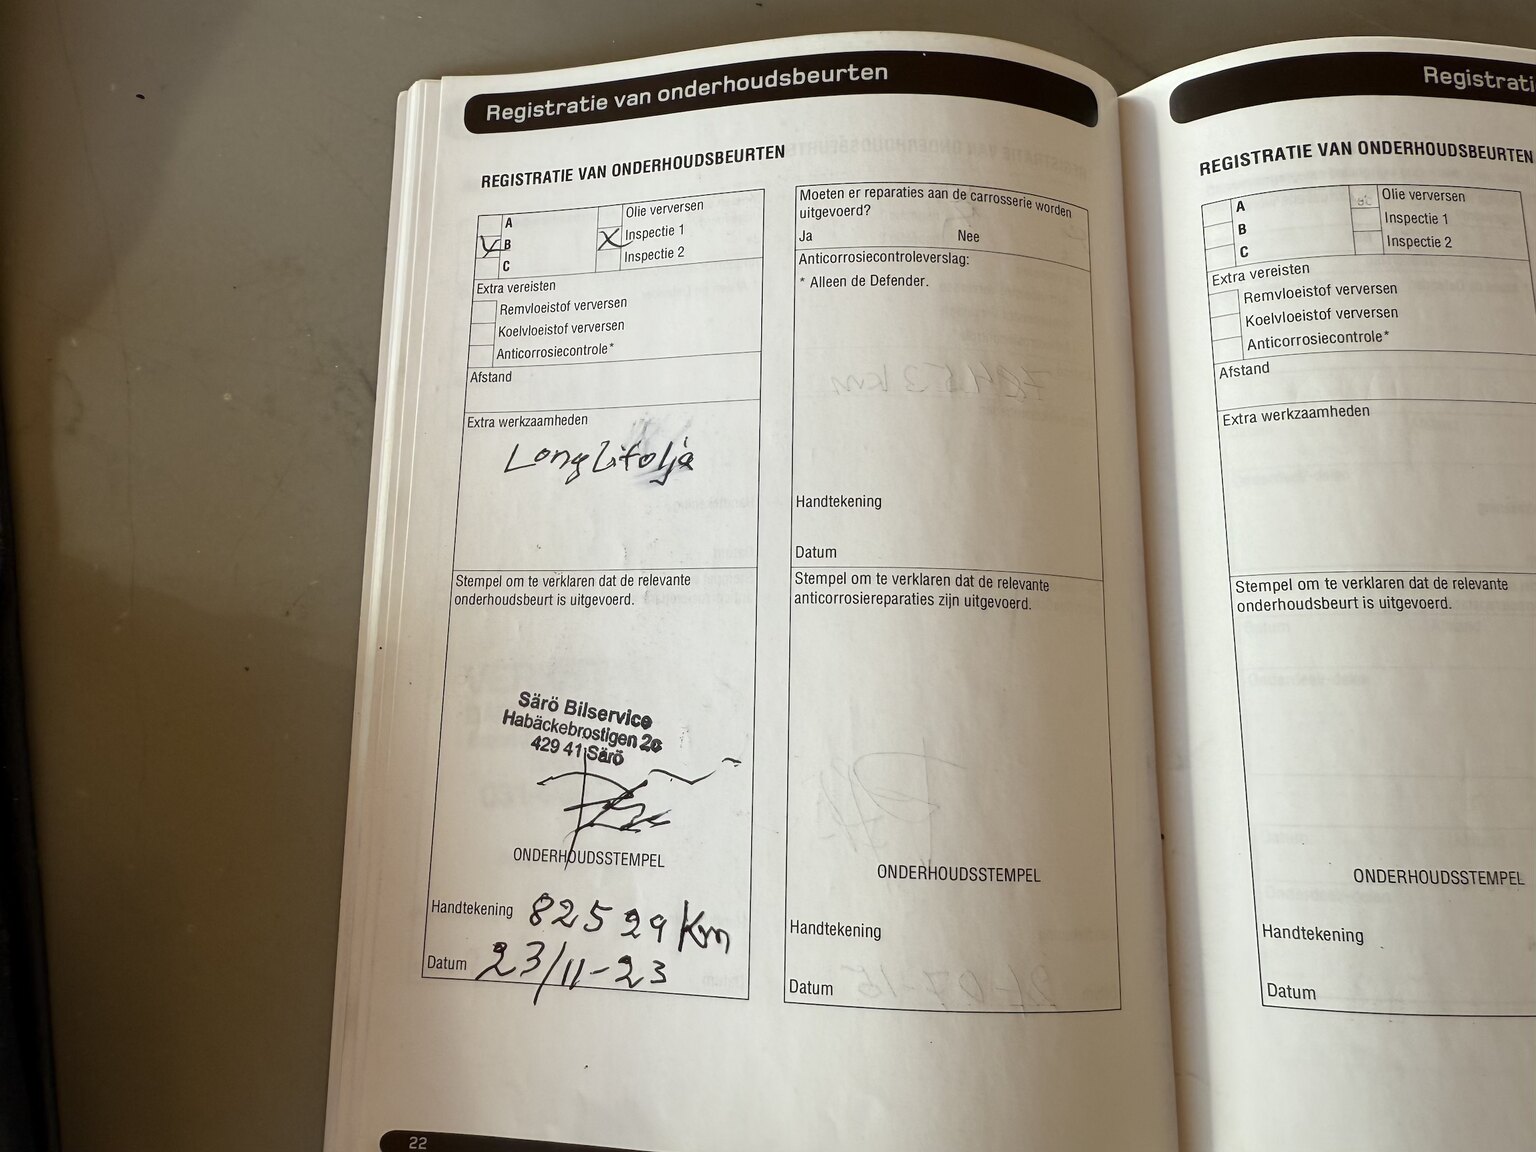 Registratie van onderhoudsbeurten
REGISTRATIE VAN ONDERHOUDSBEURTEN
A
B
C
Olie verversen
Inspectie 1
Inspectie 2
Extra vereisten
Remvloeistof verversen
Koelvloeistof verversen
Anticorrosiecontrole*
Afstand
Extra werkzaamheden
Longlifolja
Stempel om te verklaren dat de relevante
onderhoudsbeurt is uitgevoerd.
Särö Bilservice
Habäckebrostigen 2c
429 41 Särö
ONDERHOUDSSTEMPEL
Handtekening 82529 Km
Datum 23/11-23
22
Moeten er reparaties aan de carrosserie worden
uitgevoerd?
Ja Nee
Anticorrosiecontroleverslag:
* Alleen de Defender.
Handtekening
Datum
Stempel om te verklaren dat de relevante
anticorrosiereparaties zijn uitgevoerd.
ONDERHOUDSSTEMPEL
Handtekening
Datum
Registrati
REGISTRATIE VAN ONDERHOUDSBEURTEN
A
B
C
Olie verversen
Inspectie 1
Inspectie 2
Extra vereisten
Remvloeistof verversen
Koelvloeistof verversen
Anticorrosiecontrole*
Afstand
Extra werkzaamheden
Stempel om te verklaren dat de relevante
onderhoudsbeurt is uitgevoerd.
ONDERHOUDSSTEMPEL
Handtekening
Datum